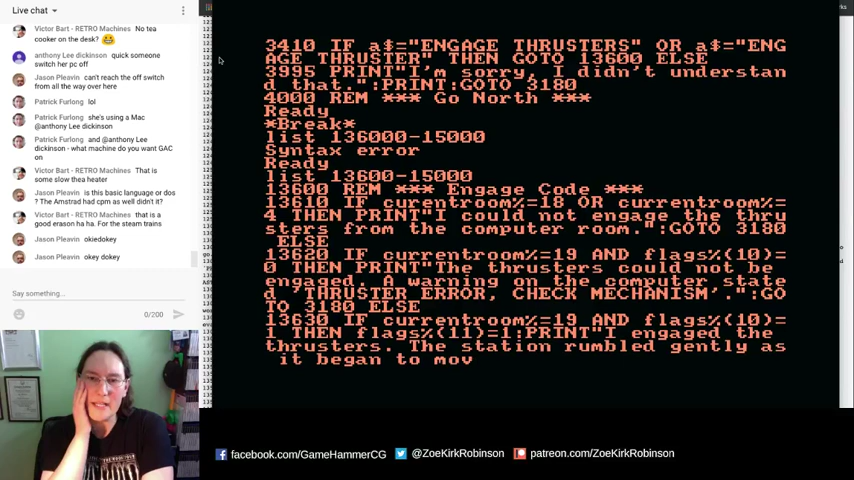 Live chat
Victor Bart - RETRO Machines No tea
cooker on the desk?
anthony Lee dickinson quick someone
switch her pc off
Jason Pleavin can't reach the off switch
from all the way over here
Patrick Furlong lol
Patrick Furlong she's using a Mac
@anthony Lee dickinson
Patrick Furlong and @anthony Lee
dickinson - what machine do you want GAC
on
Victor Bart - RETRO Machines That is
some slow thea heater
Jason Pleavin is this basic language or dos
? The Amstrad had cpm as well didn't it?
Victor Bart - RETRO Machines that is a
good erason ha ha. For the steam trains
Jason Pleavin okiedokey
Jason Pleavin okey dokey
Say something...
0/200
3410 IF a$="ENGAGE THRUSTERS" OR a$="ENG
AGE THRUSTER" THEN GOTO 13600 ELSE
3995 PRINT"I'm sorry, I didn't understan
d that.":PRINT:GOTO 3180
4000 REM *** Go North ***
Ready
*Break*
list 136000-15000
Syntax error
Ready
list 13600-15000
13600 REM *** Engage Code ***
13610 IF curentroom%=18 OR currentroom%=
4 THEN PRINT"I could not engage the thru
sters from the computer room.":GOTO 3180
ELSE
13620 IF currentroom%=19 AND flags%(10)=
0 THEN PRINT"The thrusters could not be
engaged. A warning on the computer state
d 'THRUSTER ERROR, CHECK MECHANISM'.":GO
TO 3180 ELSE
13630 IF currentroom%=19 AND flags%(10)=
1 THEN flags%(11)=1:PRINT"I engaged the
thrusters. The station rumbled gently as
it began to mov
facebook.com/GameHammerCG @ZoeKirkRobinson patreon.com/ZoeKirkRobinson